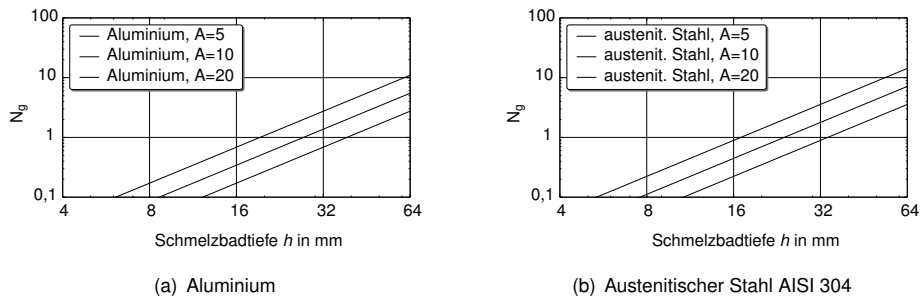 100
10
1
0,1
N_g
Aluminium, A=5
Aluminium, A=10
Aluminium, A=20
4 8 16 32 64
Schmelzbadtiefe h in mm
(a) Aluminium
100
10
1
0,1
N_g
austenit. Stahl, A=5
austenit. Stahl, A=10
austenit. Stahl, A=20
4 8 16 32 64
Schmelzbadtiefe h in mm
(b) Austenitischer Stahl AISI 304